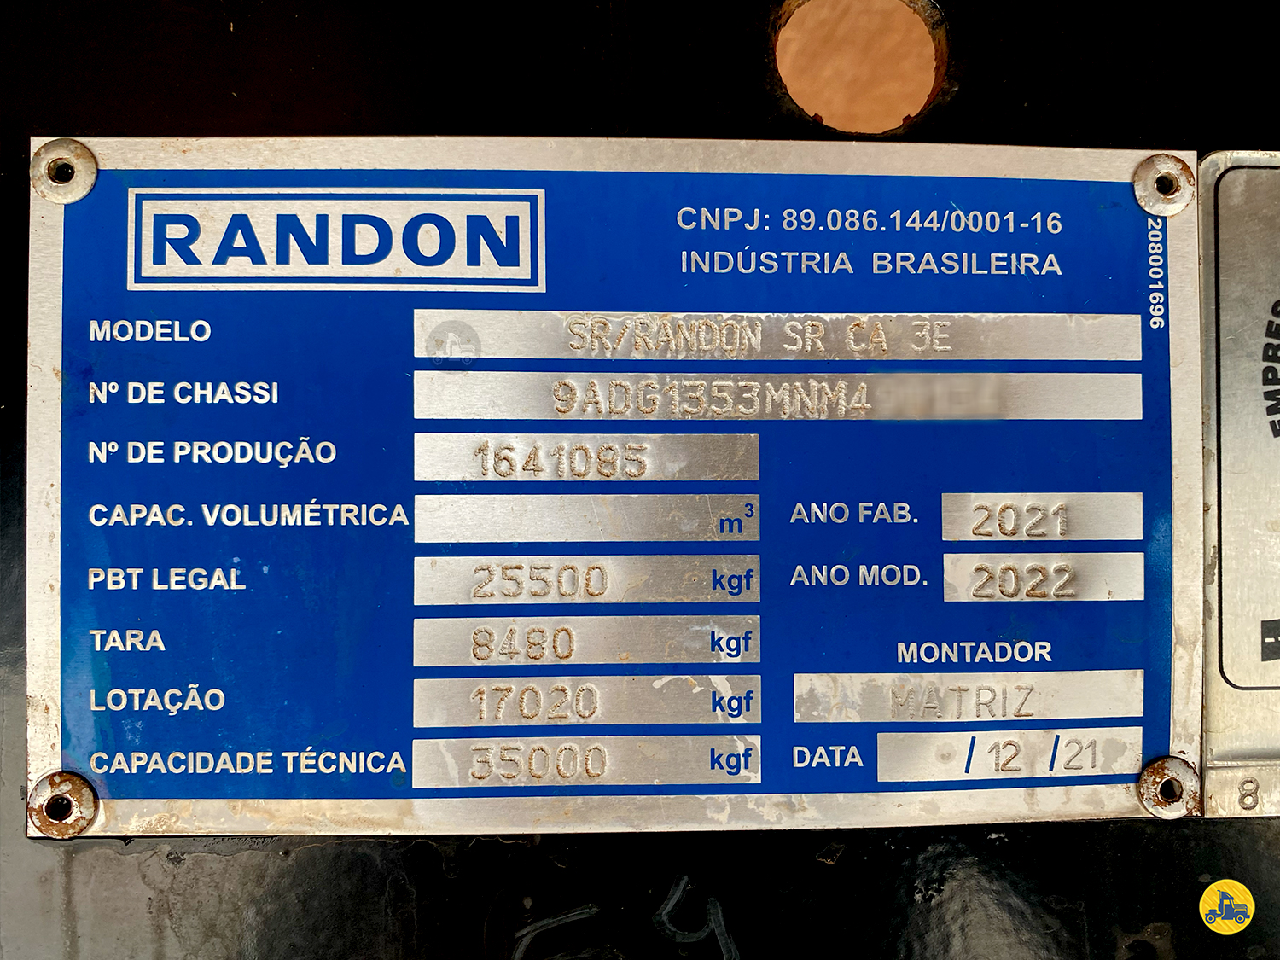 RANDON
CNPJ: 89.086.144/0001-16
INDÚSTRIA BRASILEIRA
208001696
MODELO SR/RANDON SR CA 3E
Nº DE CHASSI 9ADG1353MNM4
Nº DE PRODUÇÃO 1641085
CAPAC. VOLUMÉTRICA m³ ANO FAB. 2021
PBT LEGAL 25500 kgf ANO MOD. 2022
TARA 8480 kgf
MONTADOR
LOTAÇÃO 17020 kgf MATRIZ
CAPACIDADE TÉCNICA 35000 kgf DATA /12 /21
EMPRES
8